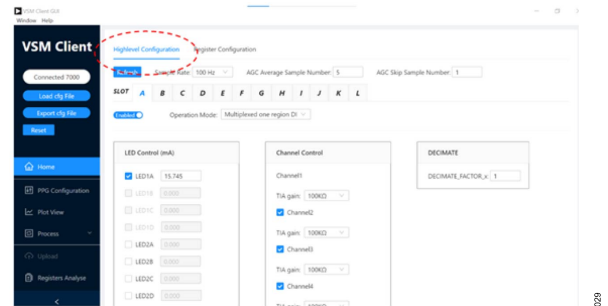 VSM Client GUI
Window Help
VSM Client
Connected 7000
Load cfg File
Export cfg File
Reset
Home
PPG Configuration
Plot View
Process
Upload
Registers Analyse
Highlevel Configuration Register Configuration
Sample Rate: 100 Hz AGC Average Sample Number: 5 AGC Skip Sample Number: 1
SLOT A B C D E F G H I J K L
Enabled Operation Mode: Multiplexed one region DI
LED Control (mA)
LED1A 15.745
LED1B 0.000
LED1C 0.000
LED1D 0.000
LED2A 0.000
LED2B 0.000
LED2C 0.000
LED2D 0.000
Channel Control
Channel1
TIA gain: 100KΩ
Channel2
TIA gain: 100KΩ
Channel3
TIA gain: 100KΩ
Channel4
TIA gain: 100KΩ
DECIMATE
DECIMATE_FACTOR_x: 1
029